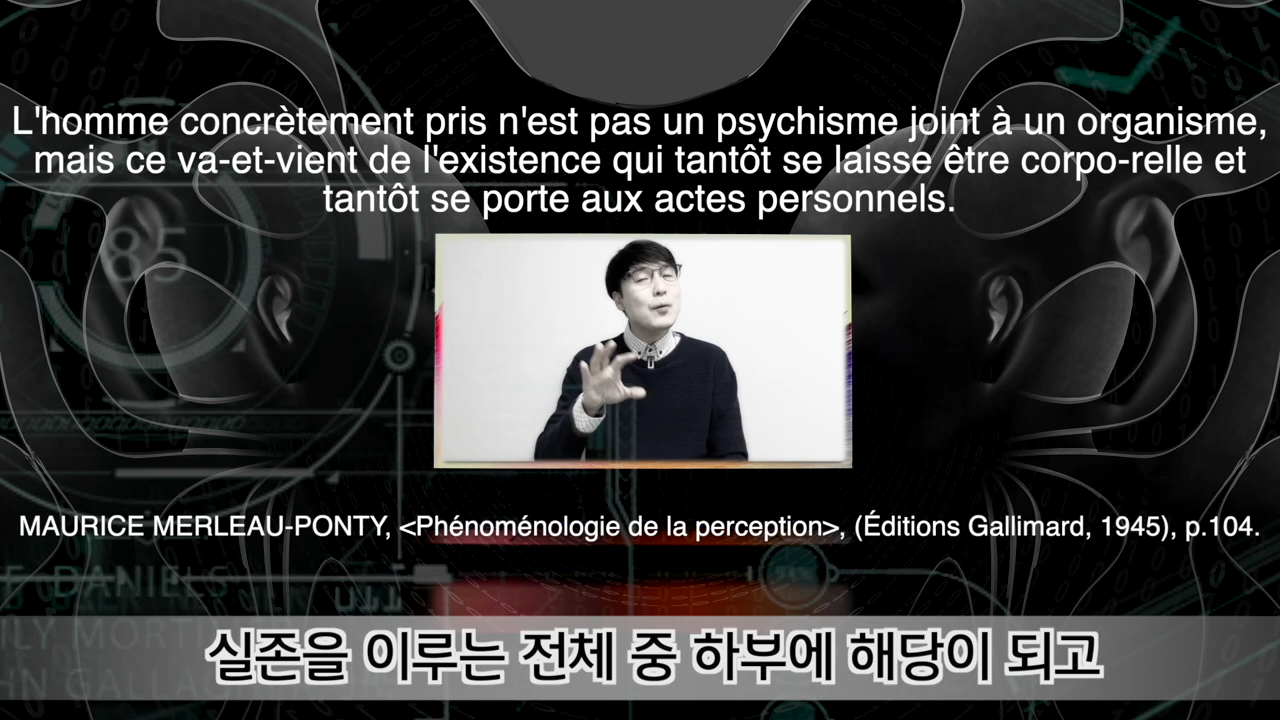 L'homme concrètement pris n'est pas un psychisme joint à un organisme,
mais ce va-et-vient de l'existence qui tantôt se laisse être corpo-relle et
tantôt se porte aux actes personnels.
85
MAURICE MERLEAU-PONTY, <Phénoménologie de la perception>, (Éditions Gallimard, 1945), p.104.
DANIELS
실존을 이루는 전체 중 하부에 해당이 되고